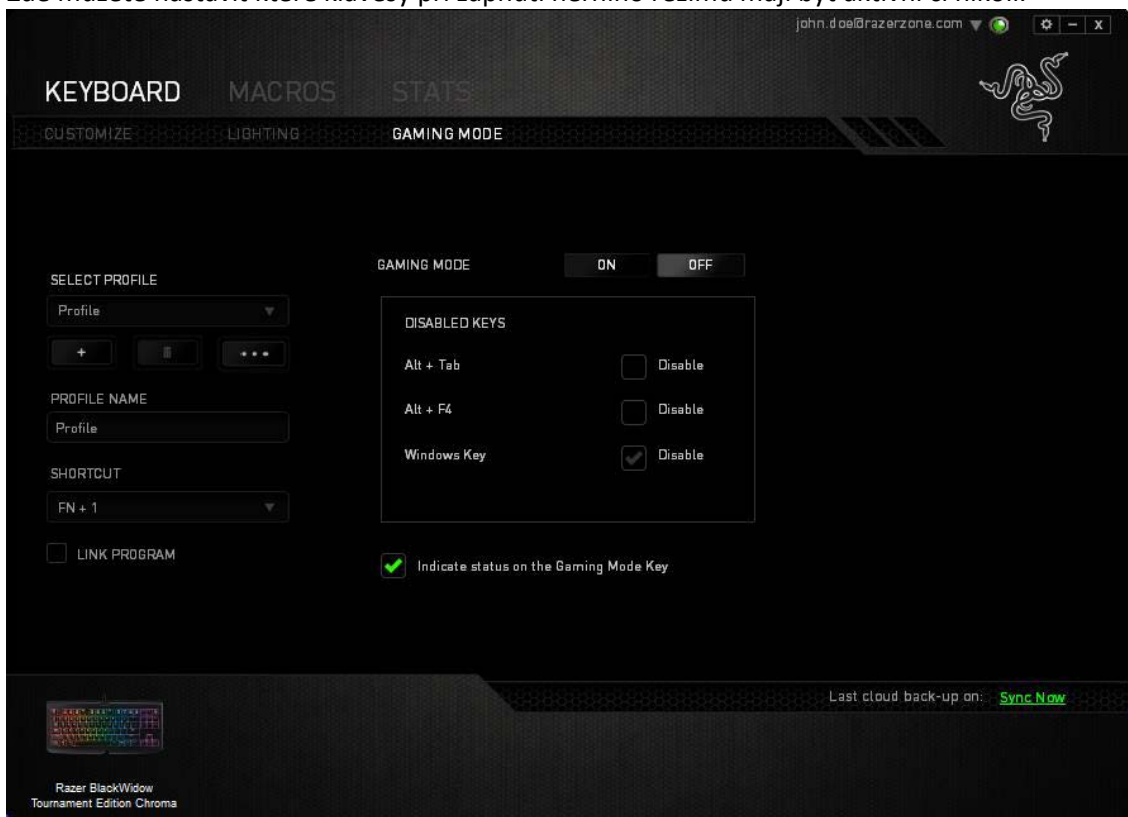 john.doe@razerzone.com
KEYBOARD MACROS STATS
CUSTOMIZE LIGHTING GAMING MODE
SELECT PROFILE
Profile
PROFILE NAME
Profile
SHORTCUT
FN + 1
LINK PROGRAM
GAMING MODE ON OFF
DISABLED KEYS
Alt + Tab Disable
Alt + F4 Disable
Windows Key Disable
Indicate status on the Gaming Mode Key
Last cloud back-up on: Sync Now
Razer BlackWidow
Tournament Edition Chroma